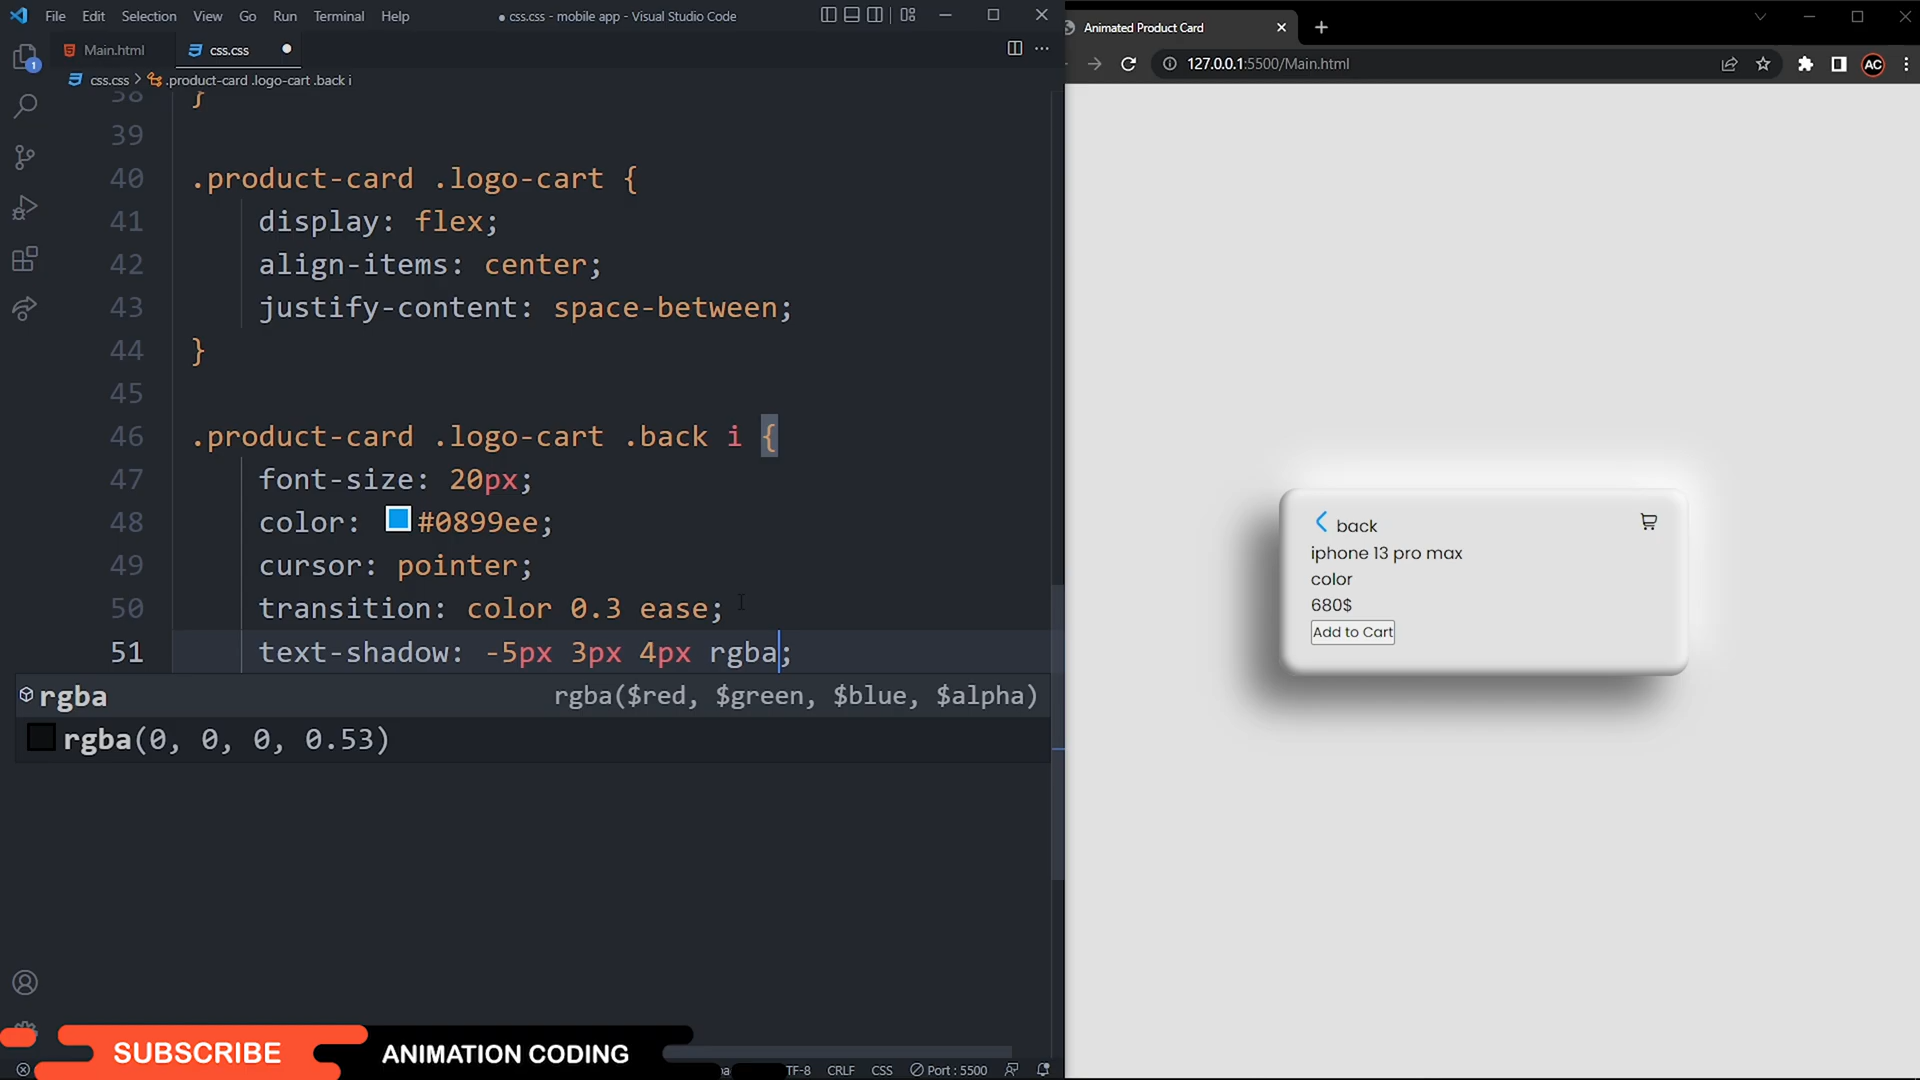 File Edit Selection View Go Run Terminal Help
● css.css - mobile app - Visual Studio Code
Main.html css.css
css.css > .product-card .logo-cart .back i
1
38 }
39
40 .product-card .logo-cart {
41 display: flex;
42 align-items: center;
43 justify-content: space-between;
44 }
45
46 .product-card .logo-cart .back i {
47 font-size: 20px;
48 color: #0899ee;
49 cursor: pointer;
50 transition: color 0.3 ease;
51 text-shadow: -5px 3px 4px rgba;
rgba rgba($red, $green, $blue, $alpha)
rgba(0, 0, 0, 0.53)
SUBSCRIBE
ANIMATION CODING
TF-8 CRLF CSS Port : 5500
Animated Product Card
127.0.0.1:5500/Main.html
AC
back
iphone 13 pro max
color
680$
Add to Cart